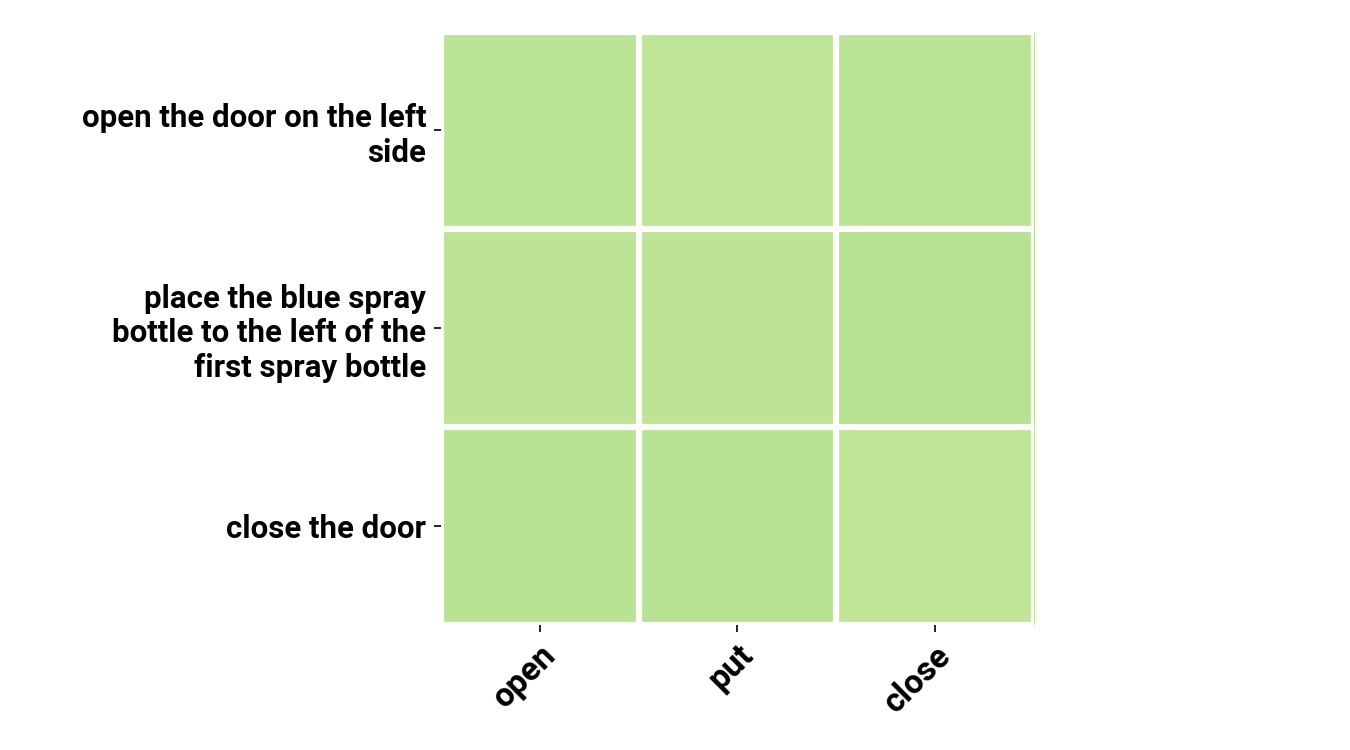 open the door on the left
side
place the blue spray
bottle to the left of the
first spray bottle
close the door
open
put
close